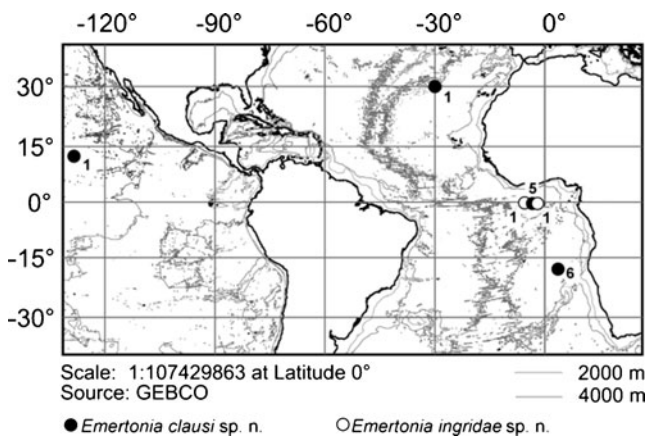 -120° -90° -60° -30° 0°
30°
1
15°
1
5
0°
1 1
-15°
6
-30°
Scale: 1:107429863 at Latitude 0°
Source: GEBCO
2000 m
4000 m
Emertonia clausi sp. n.
Emertonia ingridae sp. n.